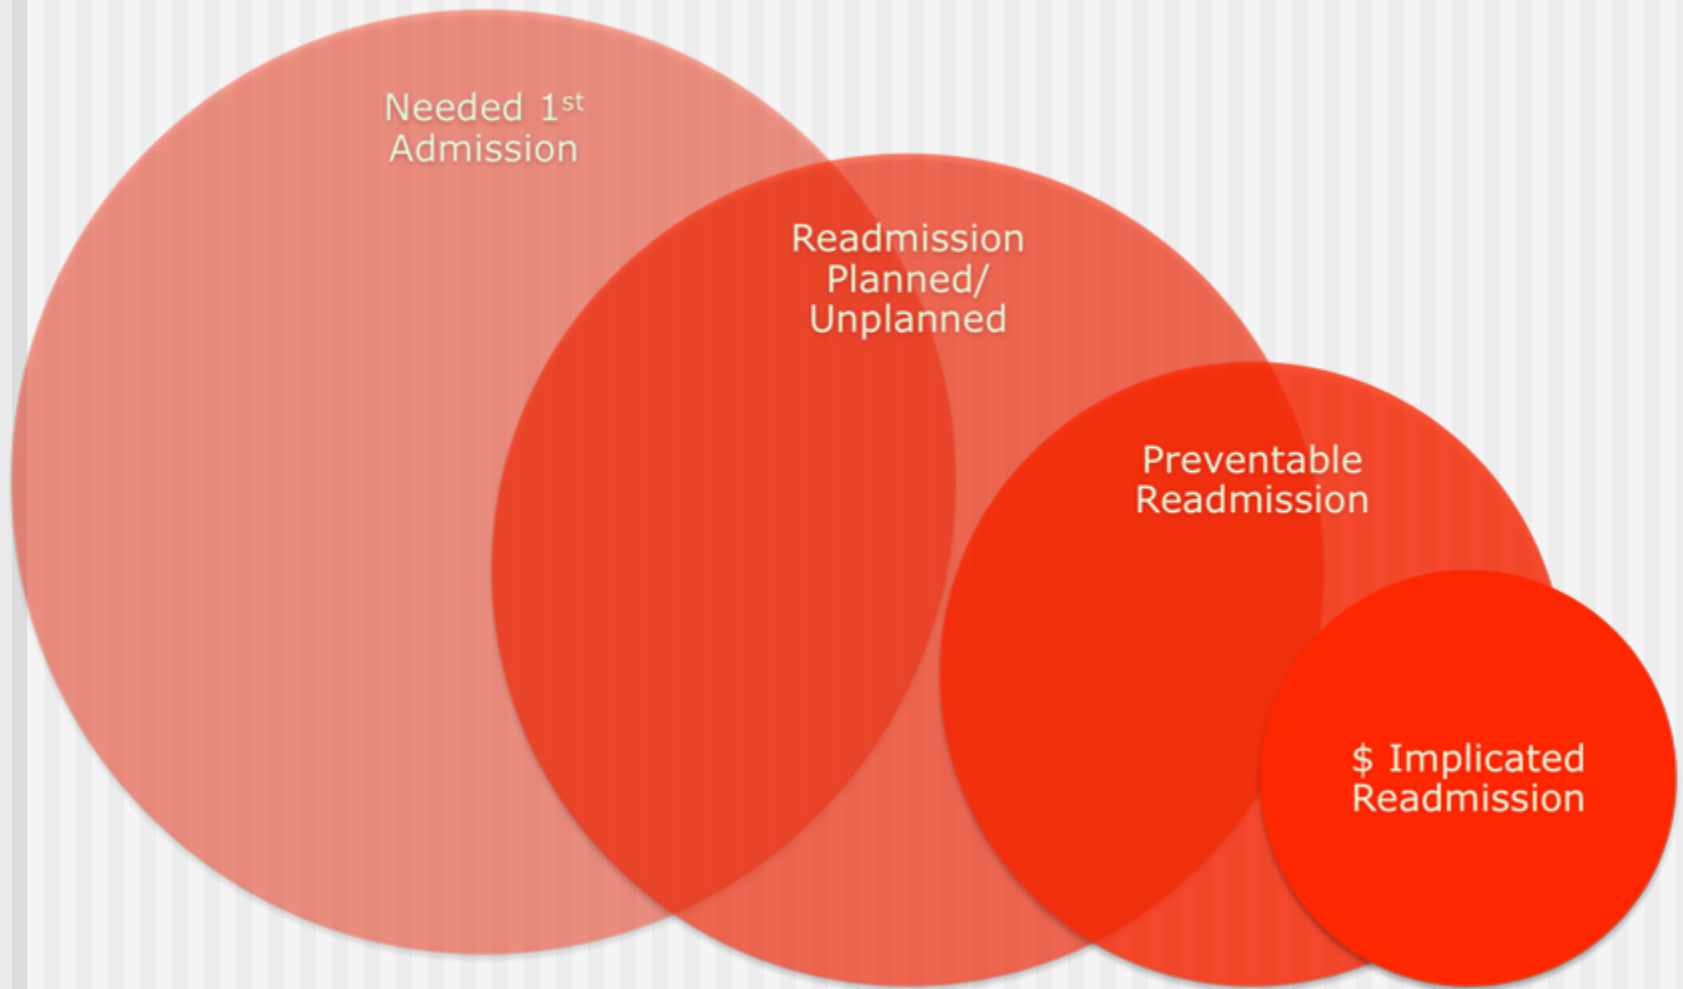 Needed 1st
Admission
Readmission
Planned/
Unplanned
Preventable
Readmission
$ Implicated
Readmission